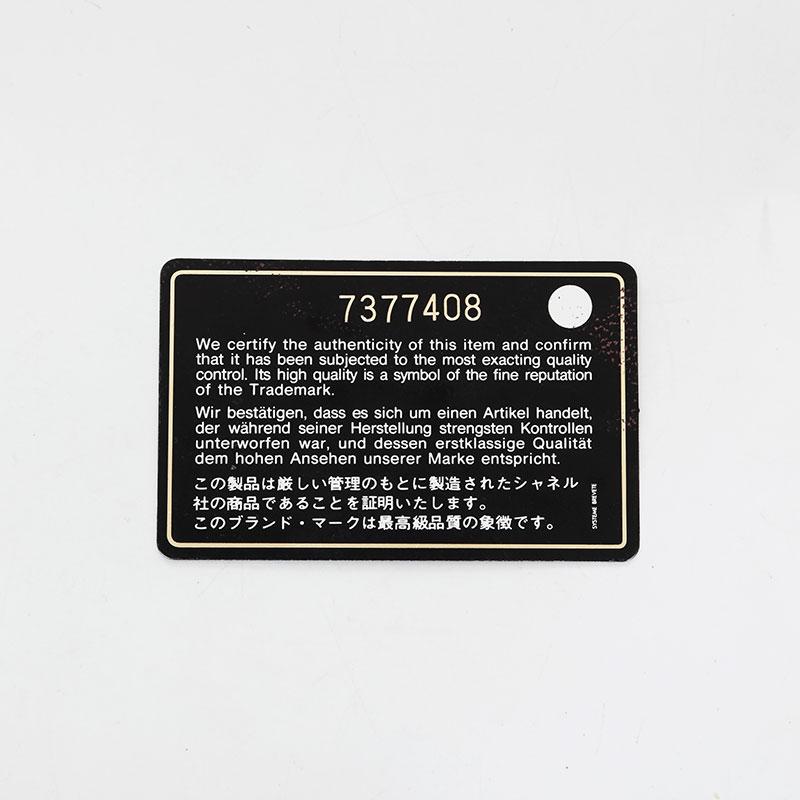 7377408
We certify the authenticity of this item and confirm
that it has been subjected to the most exacting quality
control. Its high quality is a symbol of the fine reputation
of the Trademark.
Wir bestätigen, dass es sich um einen Artikel handelt,
der während seiner Herstellung strengsten Kontrollen
unterworfen war, und dessen erstklassige Qualität
dem hohen Ansehen unserer Marke entspricht.
この製品は厳しい管理のもとに製造されたシャネル
社の商品であることを証明いたします。
このブランド・マークは最高級品質の象徴です。
SYSTEME BREVETE